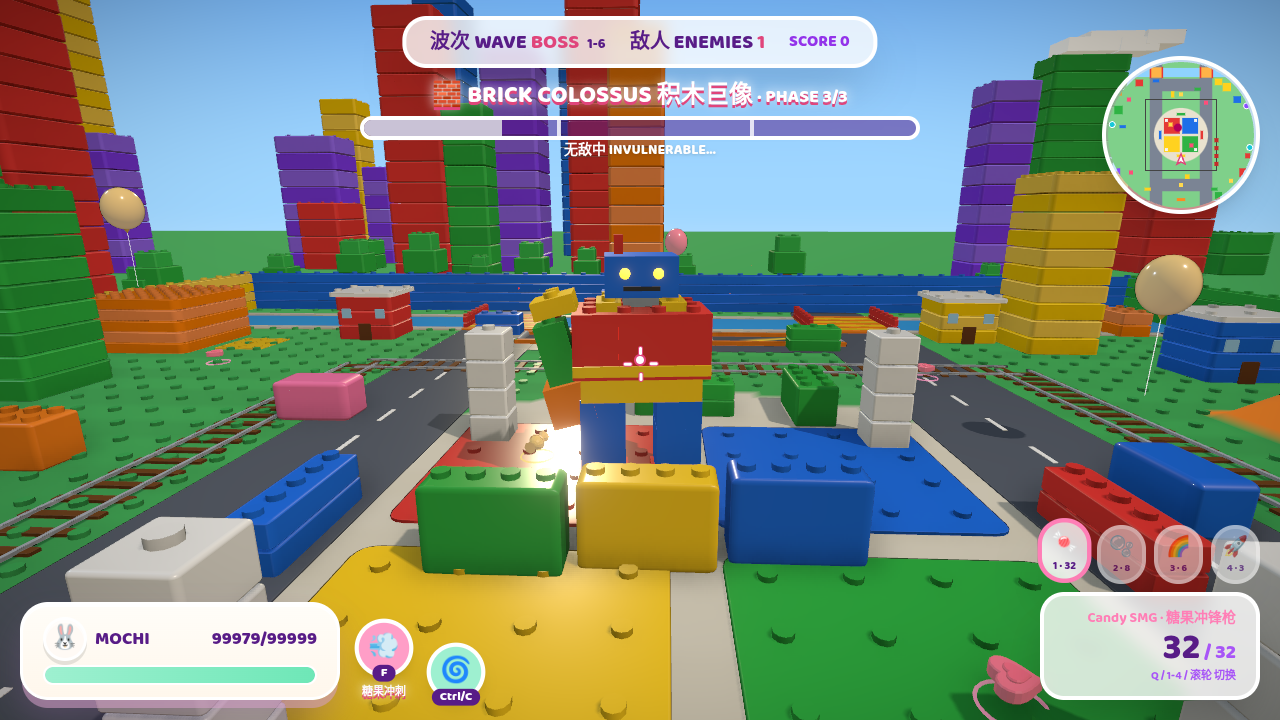 波次 WAVE BOSS 1-6 敌人 ENEMIES 1 SCORE 0
BRICK COLOSSUS 积木巨像 · PHASE 3/3
无敌中 INVULNERABLE...
MOCHI 99979/99999
F
糖果冲刺
Ctrl/C
1·32 2·8 3·6 4·3
Candy SMG · 糖果冲锋枪
32 / 32
Q / 1-4 / 滚轮 切换